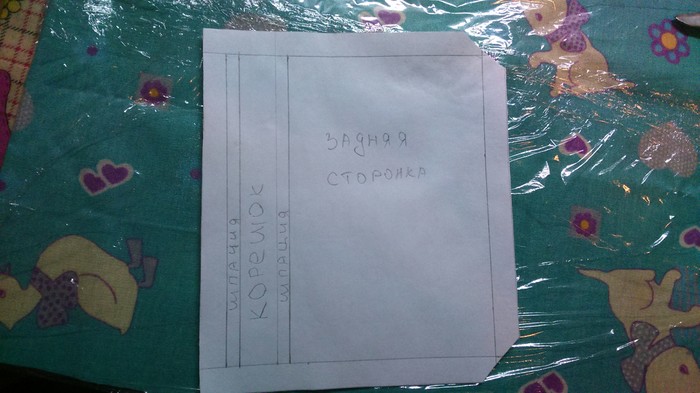 шпация
корешок
шпация
задняя
сторонка